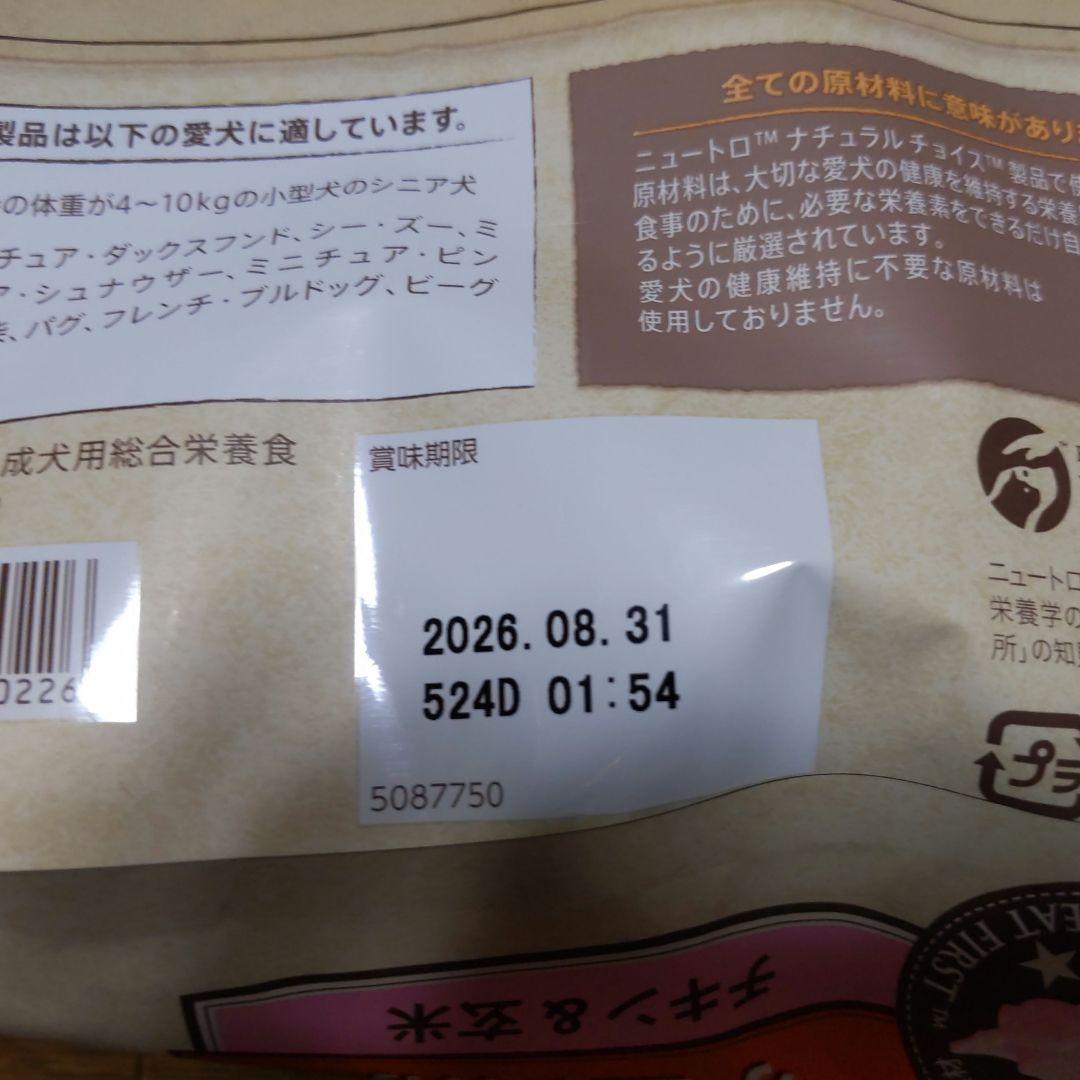 製品は以下の愛犬に適しています。
の体重が4～10kgの小型犬のシニア犬
チュア・ダックスフンド、シー・ズー、ミ
ア・シュナウザー、ミニチュア・ピン
柴、パグ、フレンチ・ブルドッグ、ビーグ
全ての原材料に意味があり
ニュートロ™ ナチュラル チョイス™ 製品で使
原材料は、大切な愛犬の健康を維持する栄養
食事のために、必要な栄養素をできるだけ自
るように厳選されています。
愛犬の健康維持に不要な原材料は
使用しておりません。
成犬用総合栄養食
賞味期限
2026.08.31
524D 01:54
5087750
0226
ニュートロ
栄養学の
所」の知
プラ
チキン&玄米
EAT FIRST™